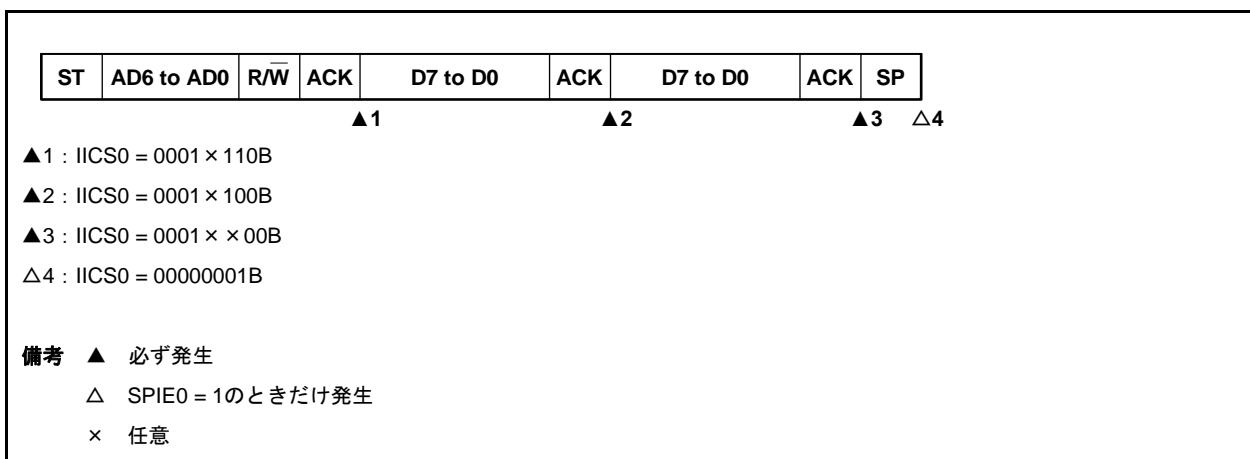 ST AD6 to AD0 R/W̅ ACK D7 to D0 ACK D7 to D0 ACK SP
▲1 ▲2 ▲3 △4
▲1：IICS0 = 0001×110B
▲2：IICS0 = 0001×100B
▲3：IICS0 = 0001××00B
△4：IICS0 = 00000001B
備考 ▲ 必ず発生
△ SPIE0 = 1のときだけ発生
× 任意